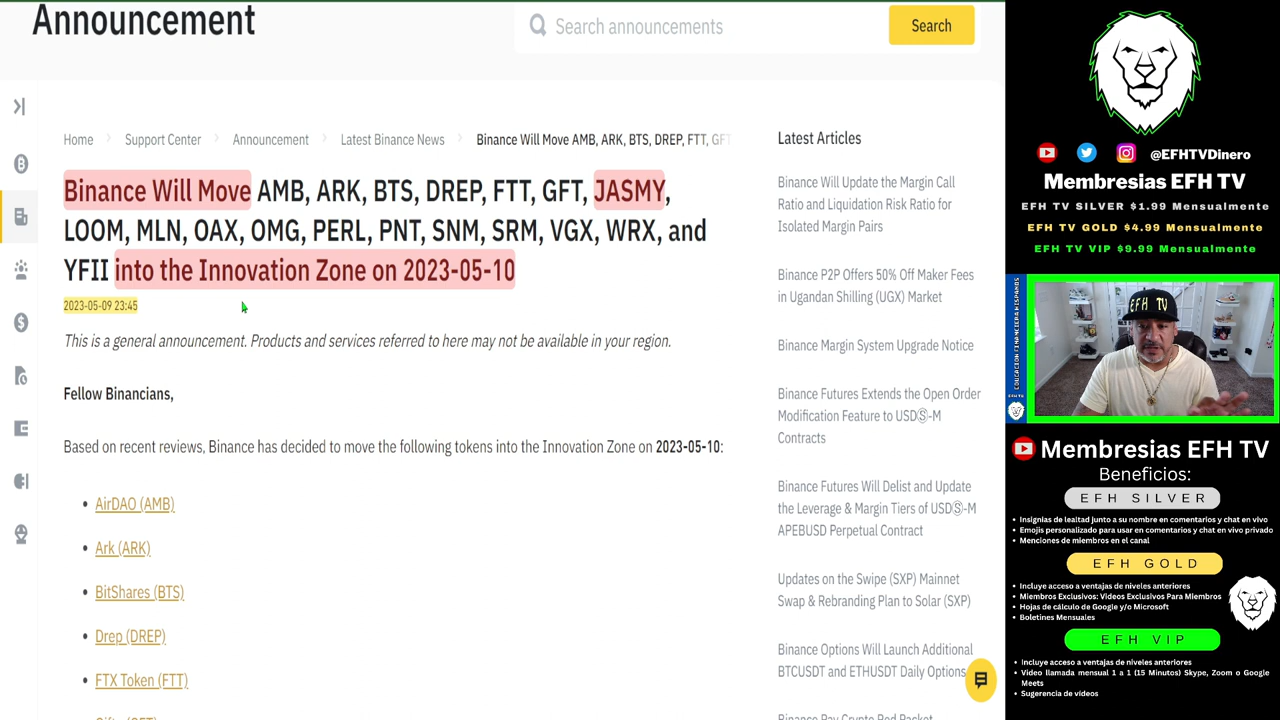 Announcement
Search announcements
Search
Home
Support Center
Announcement
Latest Binance News
Binance Will Move AMB, ARK, BTS, DREP, FTT, GFT
Binance Will Move AMB, ARK, BTS, DREP, FTT, GFT, JASMY,
LOOM, MLN, OAX, OMG, PERL, PNT, SNM, SRM, VGX, WRX, and
YFII into the Innovation Zone on 2023-05-10
2023-05-09 23:45
This is a general announcement. Products and services referred to here may not be available in your region.
Fellow Binancians,
Based on recent reviews, Binance has decided to move the following tokens into the Innovation Zone on 2023-05-10:
AirDAO (AMB)
Ark (ARK)
BitShares (BTS)
Drep (DREP)
FTX Token (FTT)
Latest Articles
Binance Will Update the Margin Call
Ratio and Liquidation Risk Ratio for
Isolated Margin Pairs
Binance P2P Offers 50% Off Maker Fees
in Ugandan Shilling (UGX) Market
Binance Margin System Upgrade Notice
Binance Futures Extends the Open Order
Modification Feature to USDⓈ-M
Contracts
Binance Futures Will Delist and Update
the Leverage & Margin Tiers of USDⓈ-M
APEBUSD Perpetual Contract
Updates on the Swipe (SXP) Mainnet
Swap & Rebranding Plan to Solar (SXP)
Binance Options Will Launch Additional
BTCUSDT and ETHUSDT Daily Options
Binance Pay Crypto Red Packet
@EFHTVDinero
Membresias EFH TV
EFH TV SILVER $1.99 Mensualmente
EFH TV GOLD $4.99 Mensualmente
EFH TV VIP $9.99 Mensualmente
EDUCACION FINANCIERA HISPANOS
EFH TV
EFH TV
Membresias EFH TV
Beneficios:
EFH SILVER
• Insignias de lealtad junto a su nombre en comentarios y chat en vivo
• Emojis personalizado para usar en comentarios y chat en vivo privado
• Menciones de miembros en el canal
EFH GOLD
• Incluye acceso a ventajas de niveles anteriores
• Miembros Exclusivos: Videos Exclusivos Para Miembros
• Hojas de cálculo de Google y/o Microsoft
• Boletines Mensuales
EFH VIP
• Incluye acceso a ventajas de niveles anteriores
• Video llamada mensual 1 a 1 (15 Minutos) Skype, Zoom o Google
Meets
• Sugerencia de vídeos